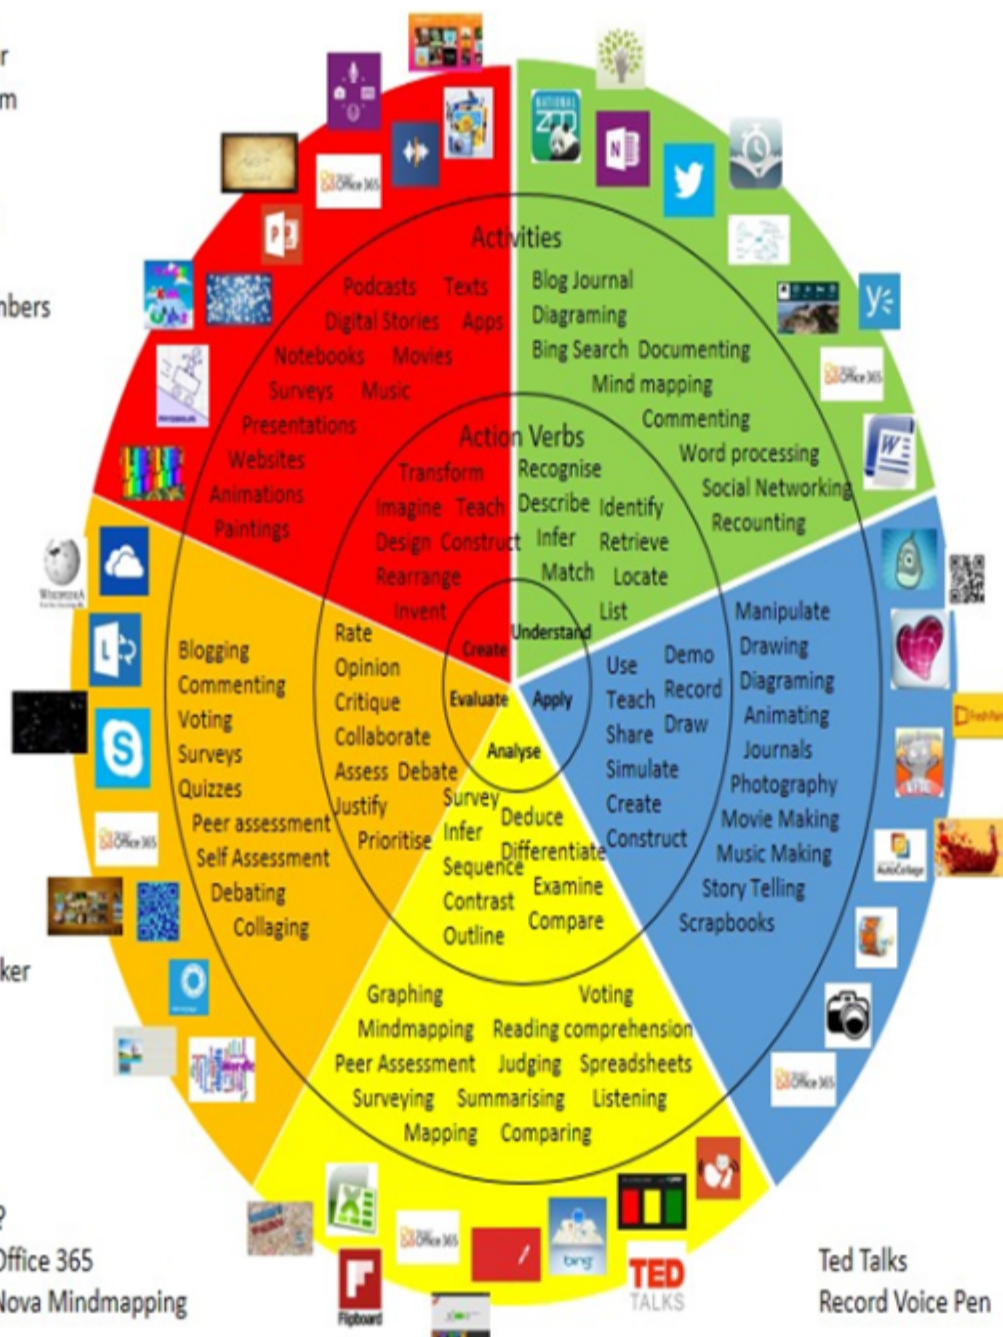 r
m
nbers
ker
?
Office 365
Nova Mindmapping
Ted Talks
Record Voice Pen
Activities
Podcasts Texts
Digital Stories Apps
Notebooks Movies
Surveys Music
Presentations
Websites
Animations
Paintings
Blog Journal
Diagraming
Bing Search Documenting
Mind mapping
Commenting
Word processing
Social Networking
Recounting
Action Verbs
Transform
Imagine Teach
Design Construct
Rearrange
Invent
Recognise
Describe Identify
Infer Retrieve
Match Locate
List
Create
Understand
Evaluate
Apply
Analyse
Rate
Opinion
Critique
Collaborate
Assess Debate
Justify
Prioritise
Blogging
Commenting
Voting
Surveys
Quizzes
Peer assessment
Self Assessment
Debating
Collaging
Use Demo
Teach Record
Share Draw
Simulate
Create
Construct
Manipulate
Drawing
Diagraming
Animating
Journals
Photography
Movie Making
Music Making
Story Telling
Scrapbooks
Survey Deduce
Infer Differentiate
Sequence Examine
Contrast Compare
Outline
Graphing Voting
Mindmapping Reading comprehension
Peer Assessment Judging Spreadsheets
Surveying Summarising Listening
Mapping Comparing
NATIONAL
ZOO
N
P
Office 365
Office 365
W
WIKIPEDIA
L
S
Office 365
AutoCollage
Office 365
X
Office 365
bing
Flipboard
TED
TALKS